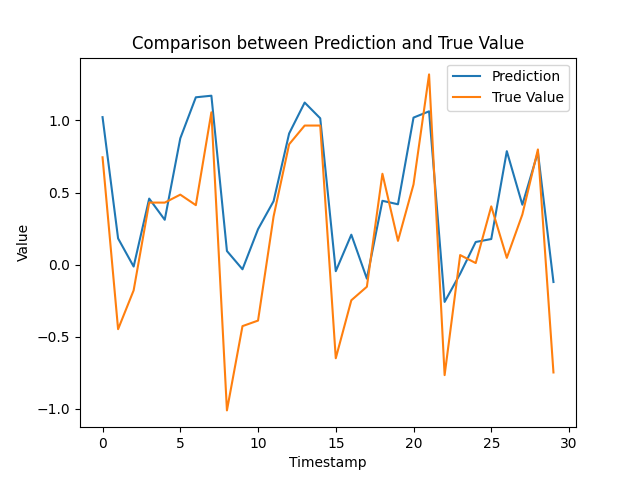 Comparison between Prediction and True Value
Prediction
True Value
1.0
0.5
0.0
−0.5
−1.0
Value
0 5 10 15 20 25 30
Timestamp